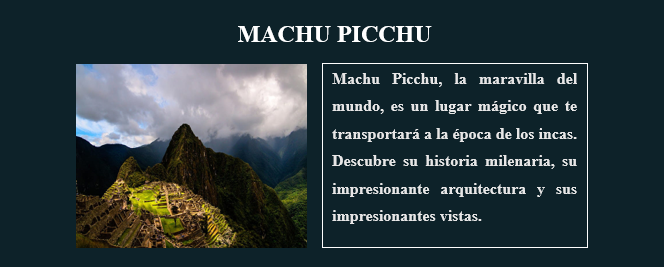 MACHU PICCHU
Machu Picchu, la maravilla del
mundo, es un lugar mágico que te
transportará a la época de los incas.
Descubre su historia milenaria, su
impresionante arquitectura y sus
impresionantes vistas.